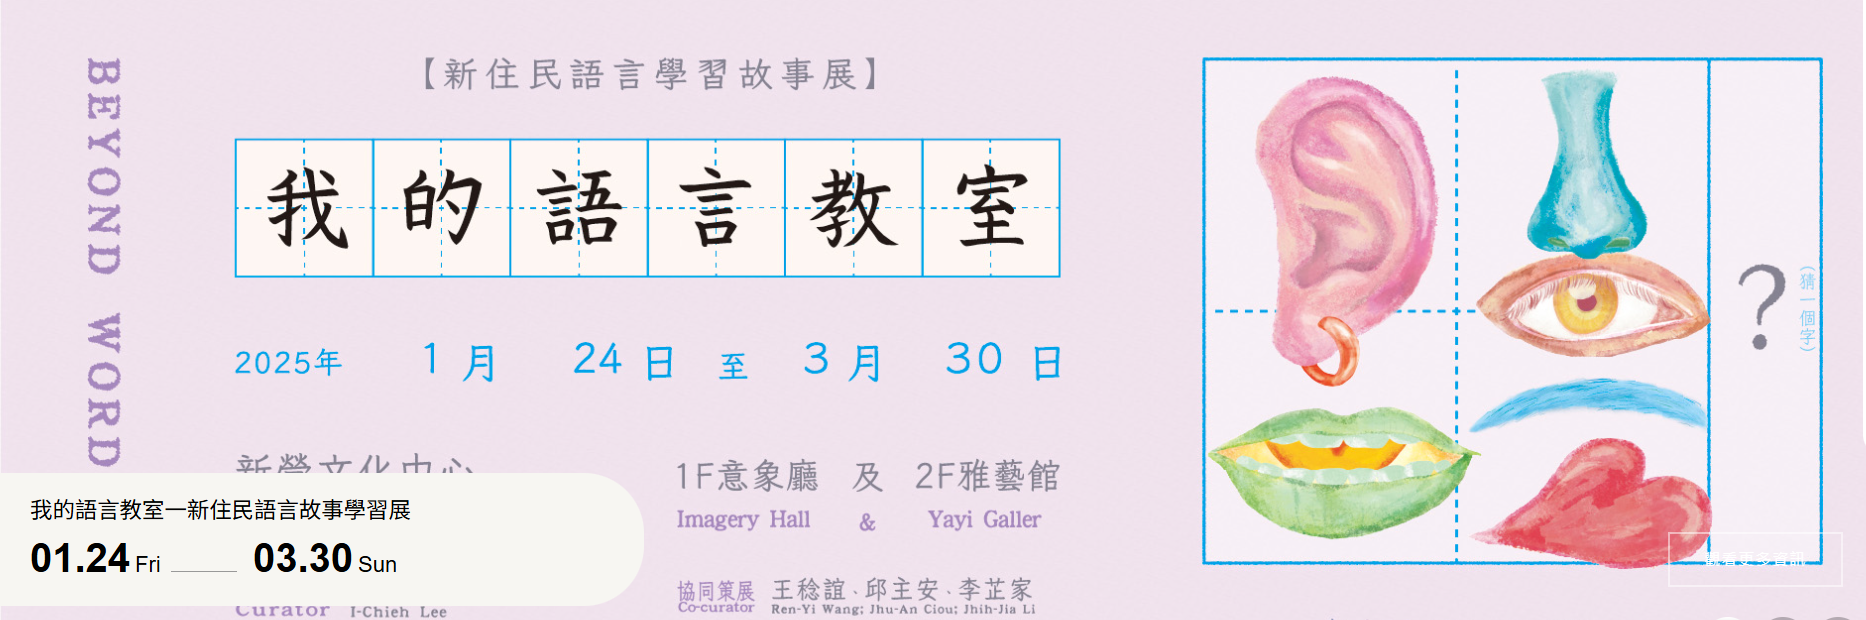 BEYOND WORD
【新住民語言學習故事展】
我的語言教室
2025年 1月 24日 至 3月 30日
新營文化中心
1F意象廳 及 2F雅藝館
Imagery Hall & Yayi Galler
我的語言教室—新住民語言故事學習展
01.24 Fri 03.30 Sun
協同策展 王稔誼、邱主安、李芷家
Curator I-Chieh Lee
Co-curator Ren-Yi Wang; Jhu-An Ciou; Jhih-Jia Li
?
(猜一個字)
觀看更多資訊